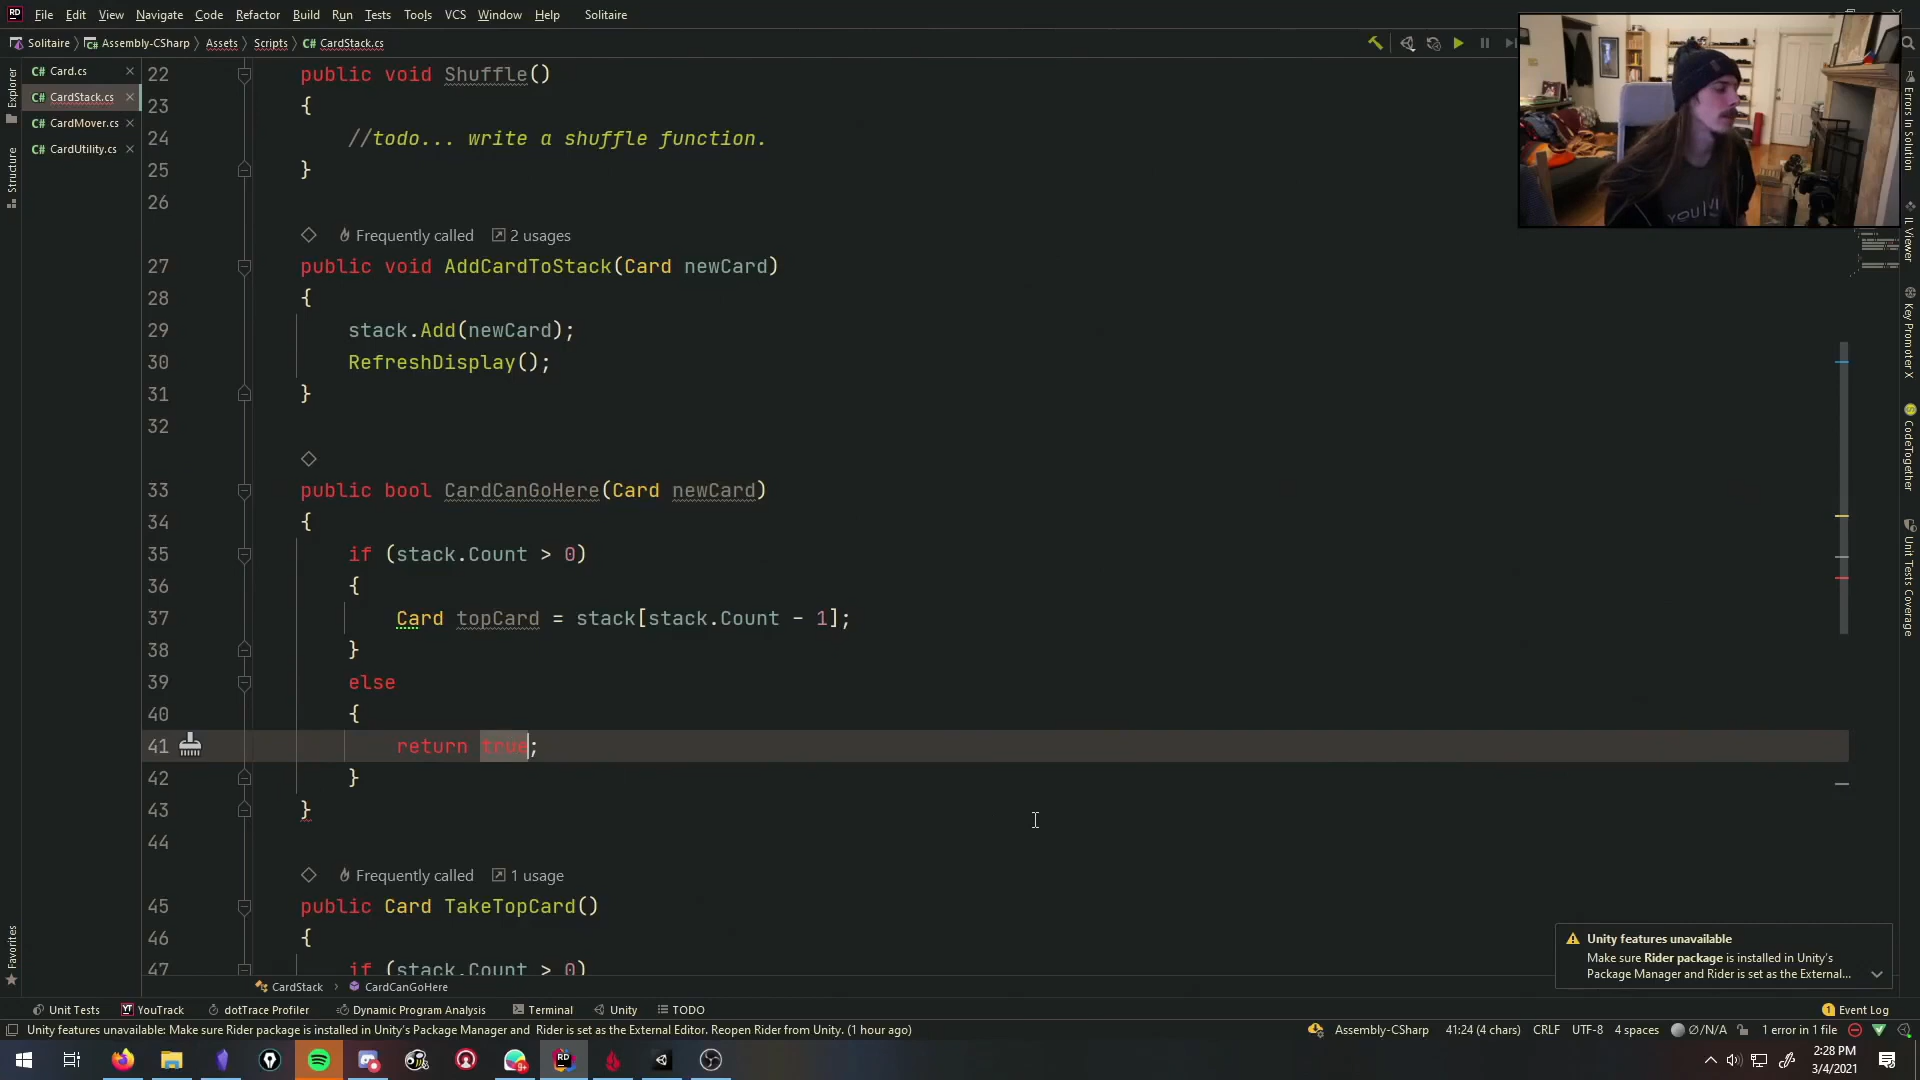 RD File Edit View Navigate Code Refactor Build Run Tests Tools VCS Window Help Solitaire
Solitaire Assembly-CSharp Assets Scripts C# CardStack.cs
C# Card.cs
C# CardStack.cs
C# CardMover.cs
C# CardUtility.cs
Explorer
Structure
Favorites
22 public void Shuffle()
23 {
24 //todo... write a shuffle function.
25 }
26
Frequently called 2 usages
27 public void AddCardToStack(Card newCard)
28 {
29 stack.Add(newCard);
30 RefreshDisplay();
31 }
32
33 public bool CardCanGoHere(Card newCard)
34 {
35 if (stack.Count > 0)
36 {
37 Card topCard = stack[stack.Count - 1];
38 }
39 else
40 {
41 return true;
42 }
43 }
44
Frequently called 1 usage
45 public Card TakeTopCard()
46 {
47 if (stack.Count > 0)
YOU!
Errors In Solution
IL Viewer
Key Promoter X
CodeTogether
Unit Tests Coverage
Unity features unavailable
Make sure Rider package is installed in Unity's
Package Manager and Rider is set as the External...
CardStack CardCanGoHere
Unit Tests YT YouTrack dotTrace Profiler Dynamic Program Analysis Terminal Unity TODO 1 Event Log
Unity features unavailable: Make sure Rider package is installed in Unity's Package Manager and Rider is set as the External Editor. Reopen Rider from Unity. (1 hour ago) Assembly-CSharp 41:24 (4 chars) CRLF UTF-8 4 spaces ∅/N/A 1 error in 1 file
9+ RD
2:28 PM
3/4/2021